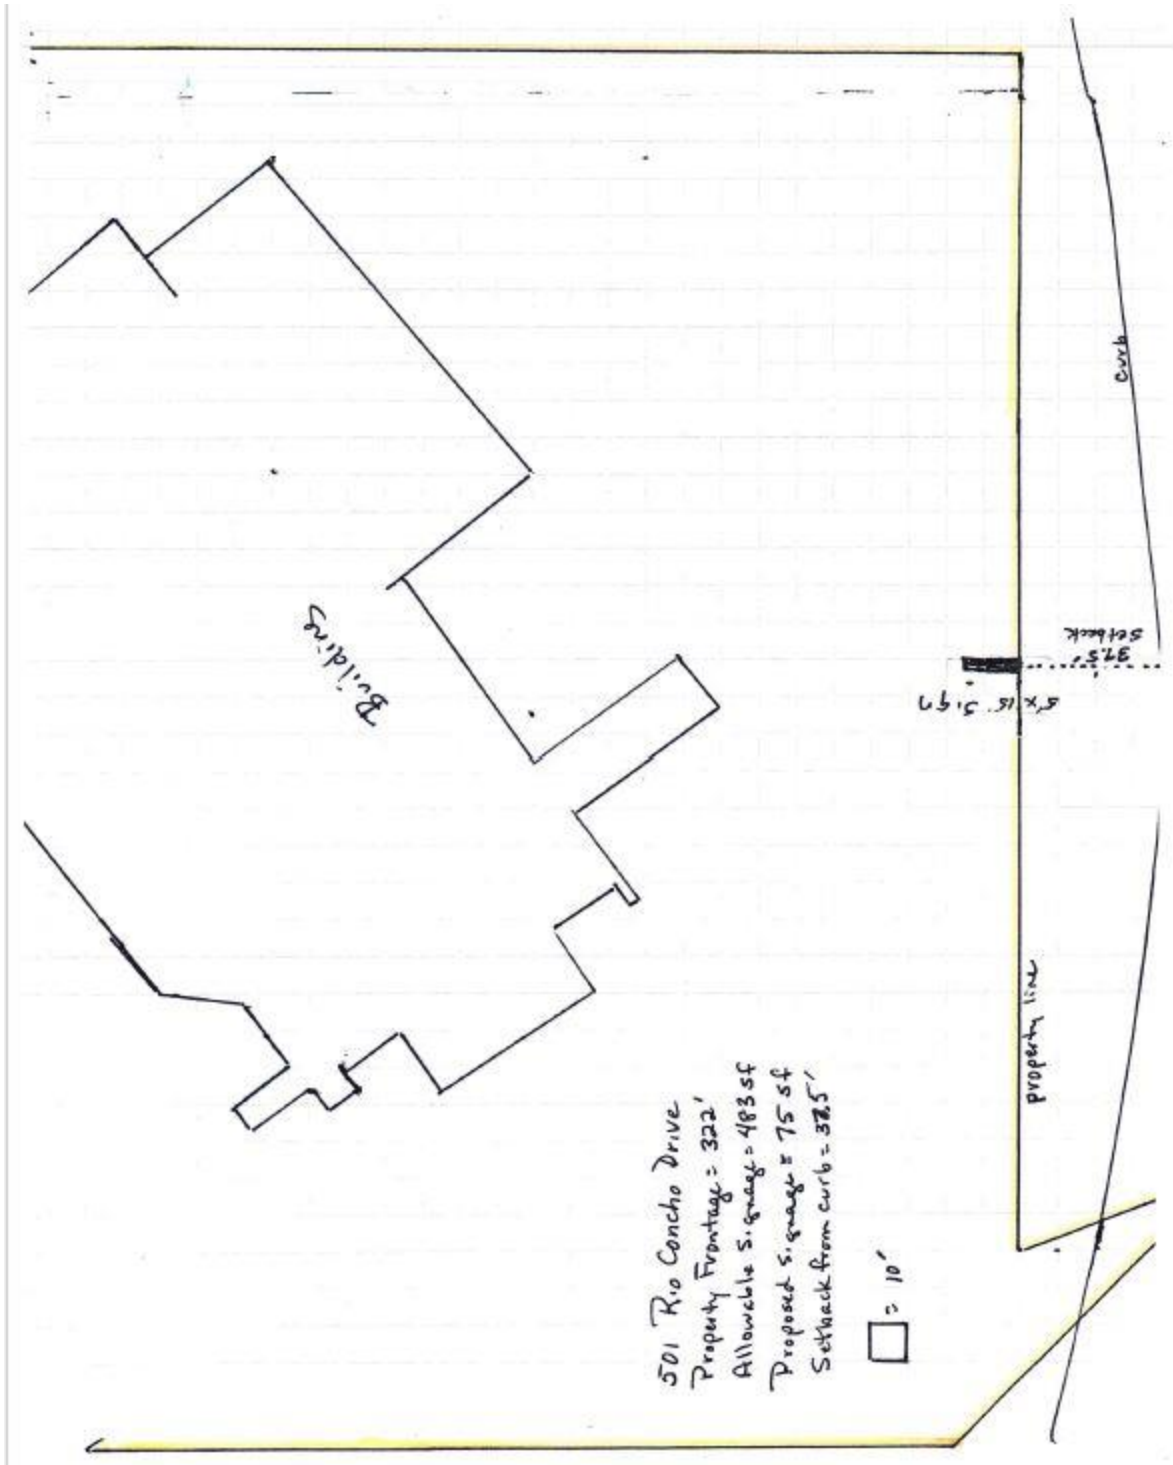 Building
curb
37.5'
Setback
5'x 15' Sign
property line
501 Rio Concho Drive
Property Frontage = 322'
Allowable Signage = 483 sf
Proposed Signage = 75 sf
Setback from curb = 37.5'
= 10'